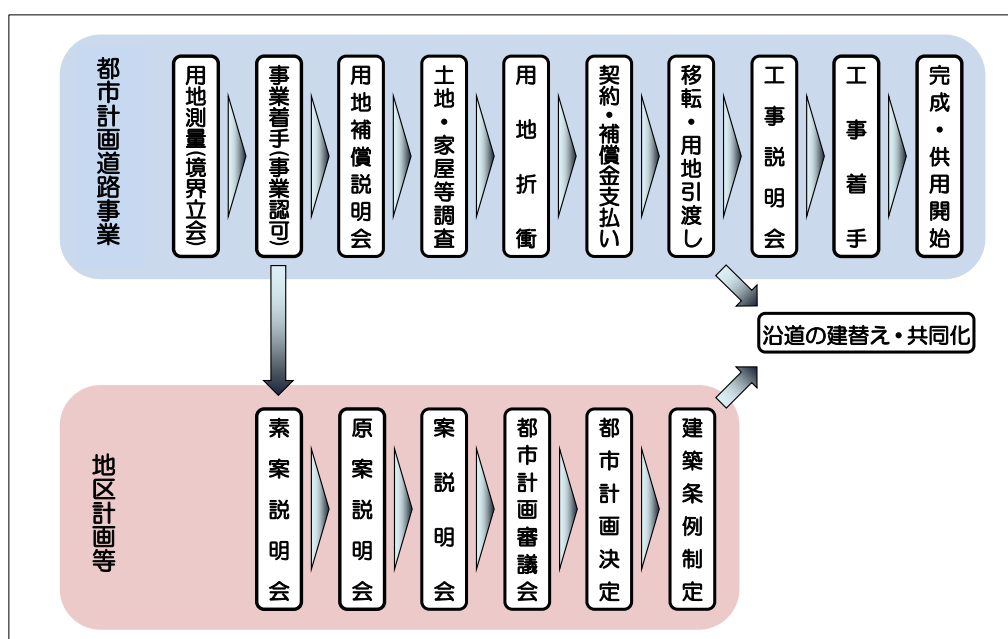 都市計画道路事業
用地測量(境界立会)
事業着手(事業認可)
用地補償説明会
土地・家屋等調査
用地折衝
契約・補償金支払い
移転・用地引渡し
工事説明会
工事着手
完成・供用開始
沿道の建替え・共同化
地区計画等
素案説明会
原案説明会
案説明会
都市計画審議会
都市計画決定
建築条例制定